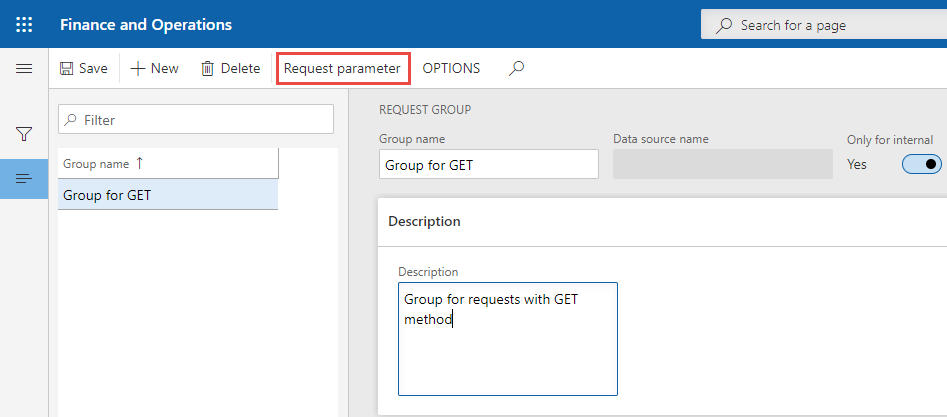 Finance and Operations
Search for a page
Save
New
Delete
Request parameter
OPTIONS
Filter
Group name
Group for GET
REQUEST GROUP
Group name
Data source name
Only for internal
Group for GET
Yes
Description
Description
Group for requests with GET
method